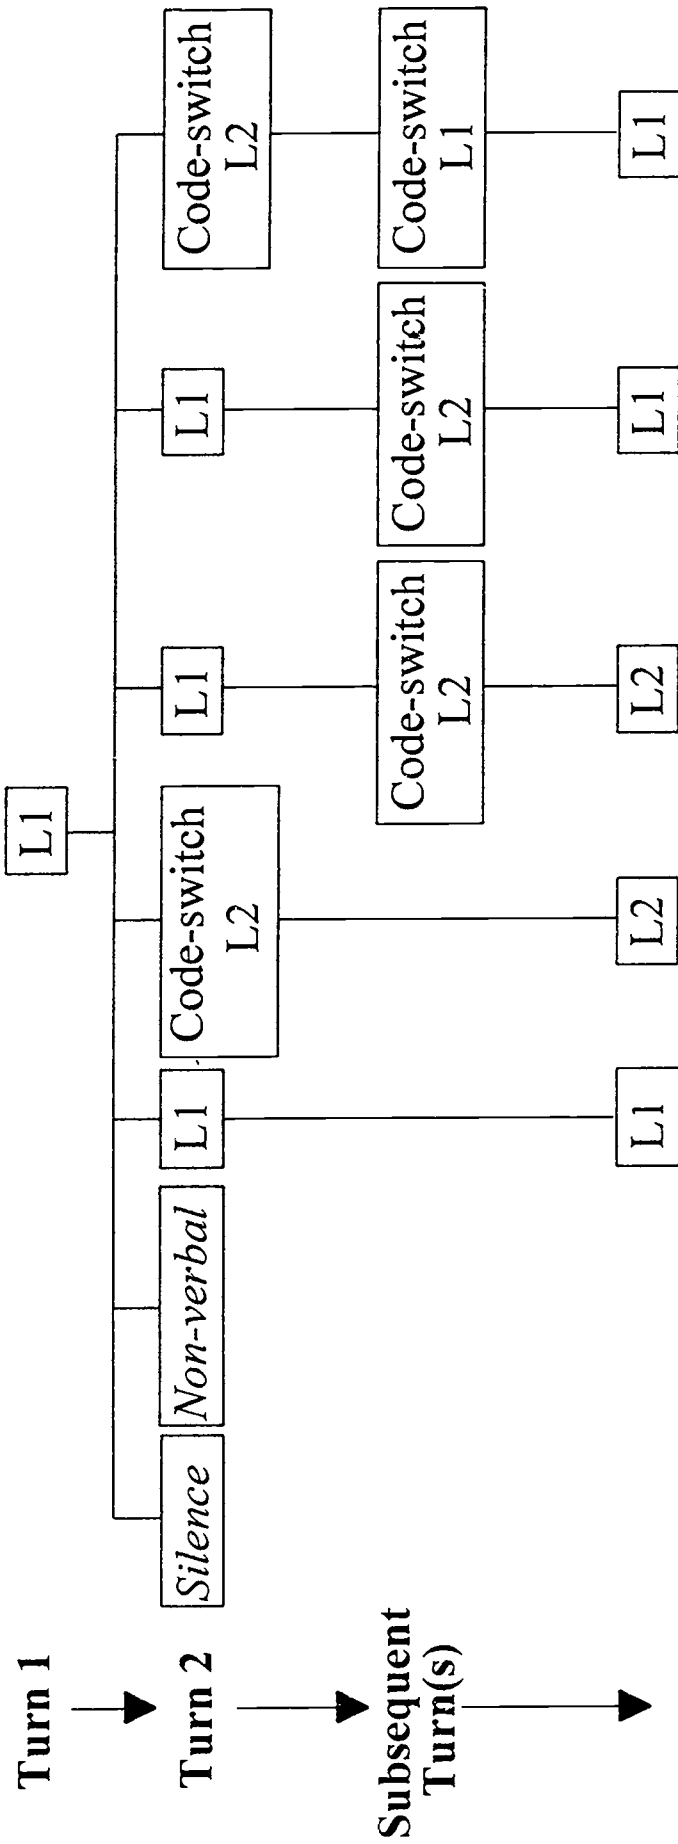 Turn 1
L1
Turn 2
Silence
Non-verbal
L1
Code-switch
L2
L1
L1
Code-switch
L2
Subsequent
Turn(s)
Code-switch
L2
Code-switch
L2
Code-switch
L1
L1
L2
L2
L1
L1